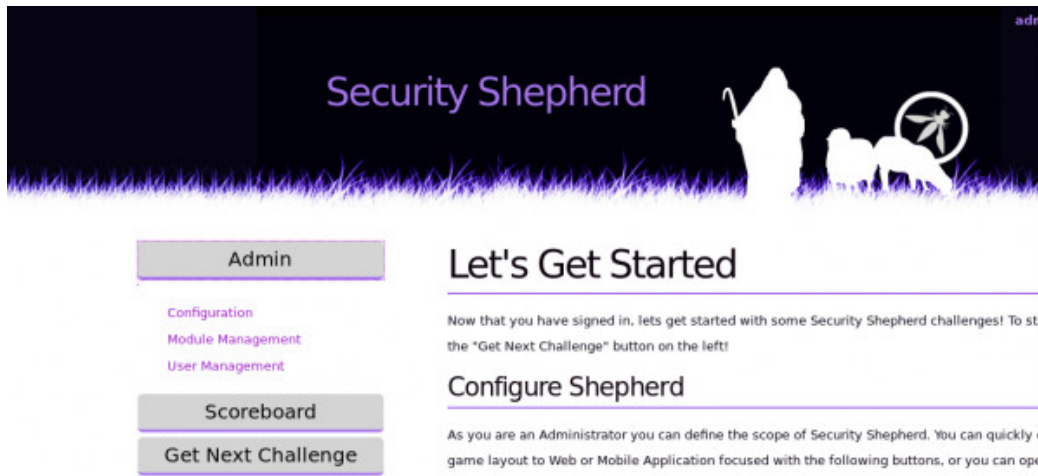 adm
Security Shepherd
Admin
Configuration
Module Management
User Management
Scoreboard
Get Next Challenge
Let's Get Started
Now that you have signed in, lets get started with some Security Shepherd challenges! To st
the "Get Next Challenge" button on the left!
Configure Shepherd
As you are an Administrator you can define the scope of Security Shepherd. You can quickly
game layout to Web or Mobile Application focused with the following buttons, or you can ope